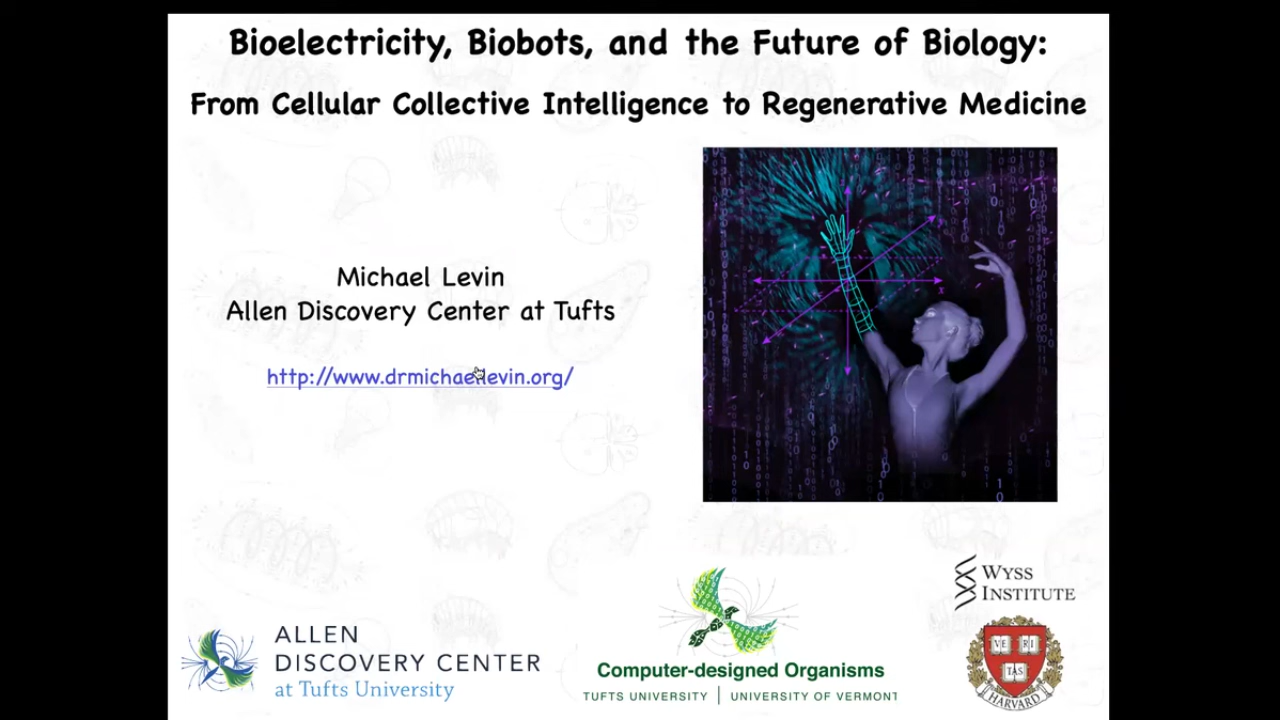 Bioelectricity, Biobots, and the Future of Biology:
From Cellular Collective Intelligence to Regenerative Medicine
Michael Levin
Allen Discovery Center at Tufts
http://www.drmichaellevin.org/
WYSS
INSTITUTE
ALLEN
DISCOVERY CENTER
at Tufts University
Computer-designed Organisms
TUFTS UNIVERSITY | UNIVERSITY OF VERMONT
VE RI
TAS
HARVARD